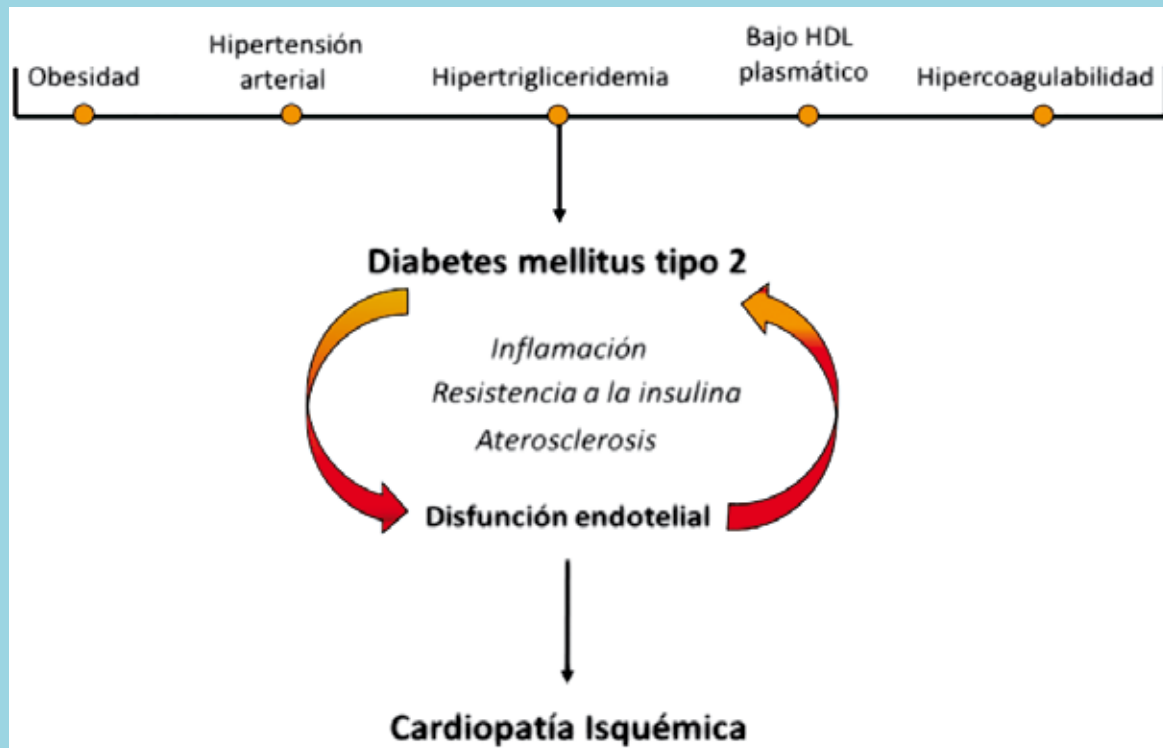 Obesidad
Hipertensión
arterial
Hipertrigliceridemia
Bajo HDL
plasmático
Hipercoagulabilidad
Diabetes mellitus tipo 2
Inflamación
Resistencia a la insulina
Aterosclerosis
Disfunción endotelial
Cardiopatía Isquémica